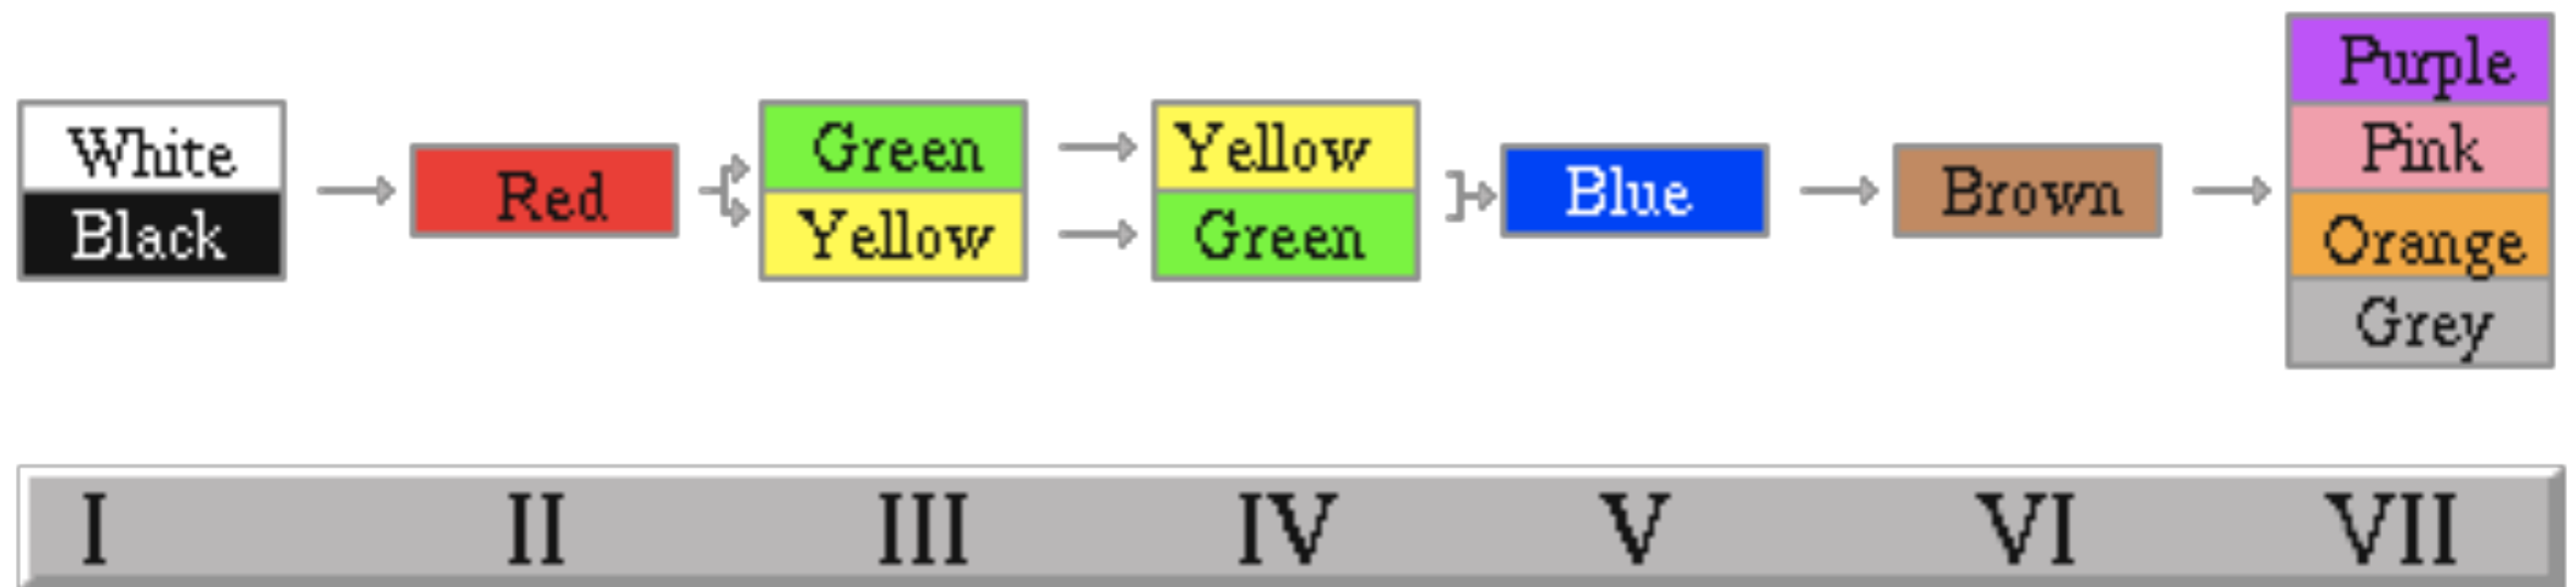 White
Black
Red
Green
Yellow
Yellow
Green
Blue
Brown
Purple
Pink
Orange
Grey
I II III IV V VI VII